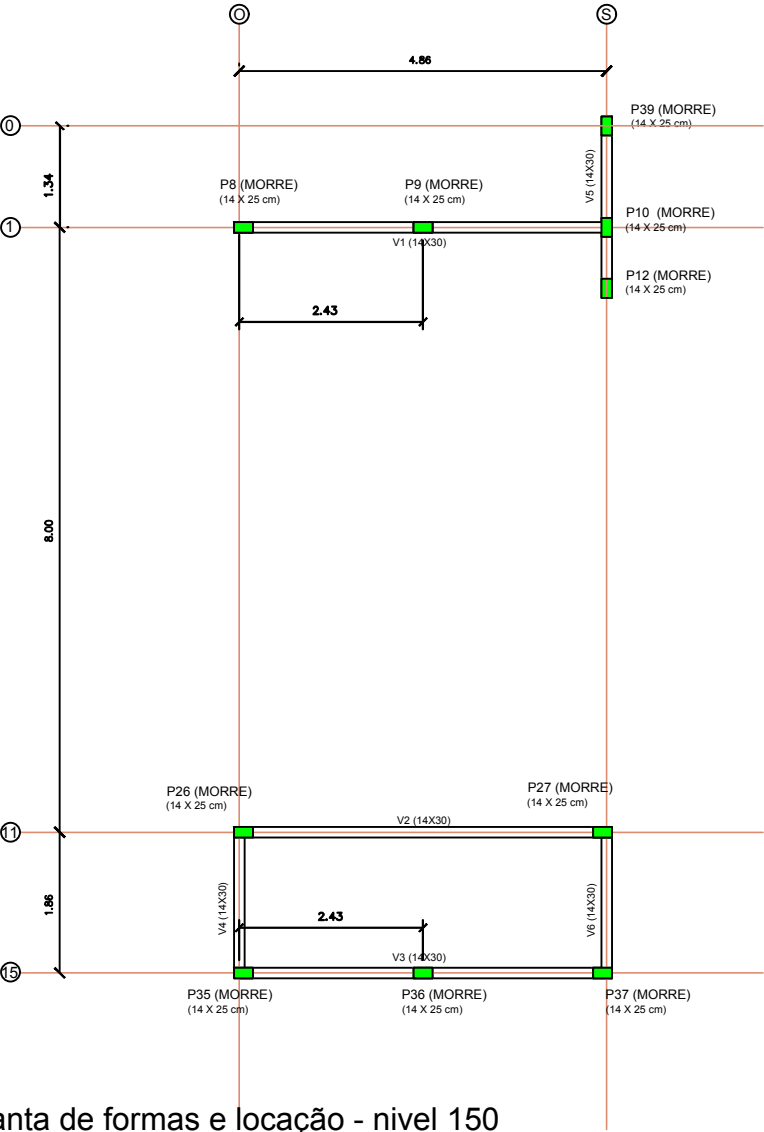 O
S
4.86
0
P39 (MORRE)
(14 X 25 cm)
1.34
V5 (14X30)
P8 (MORRE)
(14 X 25 cm)
P9 (MORRE)
(14 X 25 cm)
P10 (MORRE)
(14 X 25 cm)
1
V1 (14X30)
P12 (MORRE)
(14 X 25 cm)
2.43
8.00
P26 (MORRE)
(14 X 25 cm)
P27 (MORRE)
(14 X 25 cm)
V2 (14X30)
11
1.86
V4 (14X30)
2.43
V6 (14X30)
V3 (14X30)
15
P35 (MORRE)
(14 X 25 cm)
P36 (MORRE)
(14 X 25 cm)
P37 (MORRE)
(14 X 25 cm)
anta de formas e locação - nivel 150